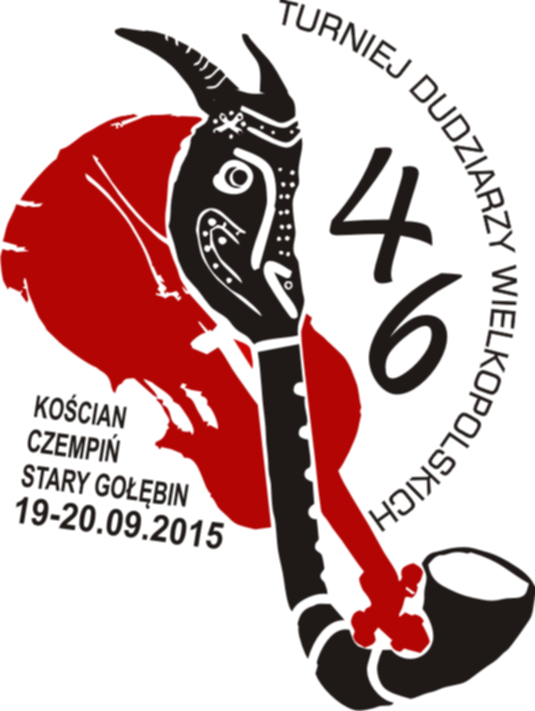 TURNIEJ DUDZIARZY WIELKOPOLSKICH
46
KOŚCIAN
CZEMPIŃ
STARY GOŁĘBIN
19-20.09.2015